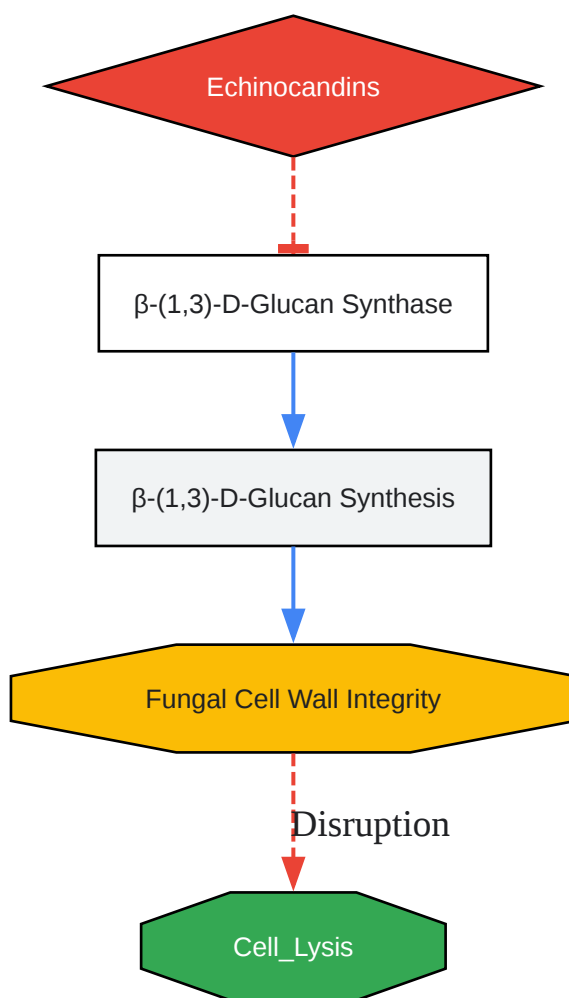 Echinocandins
β-(1,3)-D-Glucan Synthase
β-(1,3)-D-Glucan Synthesis
Fungal Cell Wall Integrity
Disruption
Cell_Lysis